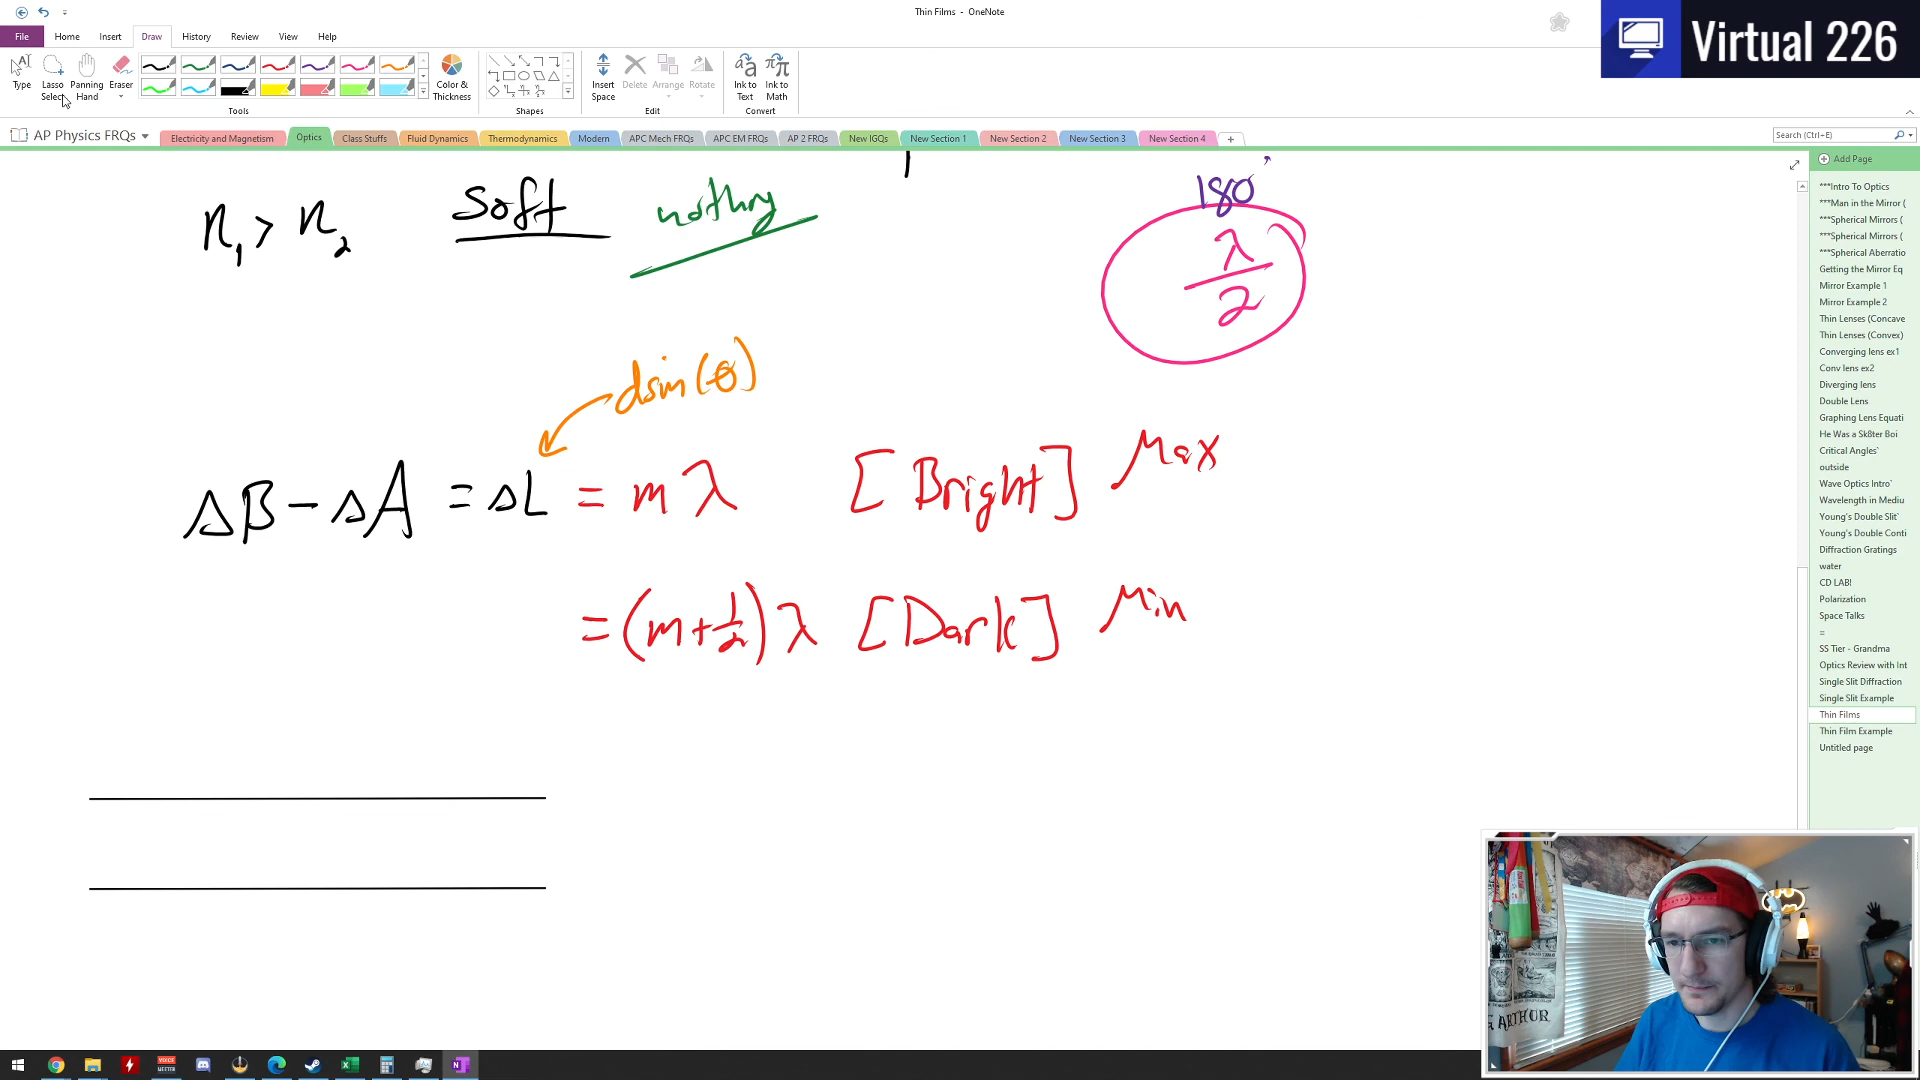 Thin Films - OneNote
Virtual 226
File Home Insert Draw History Review View Help
Type
Lasso Select
Panning Hand
Eraser
Color & Thickness
Insert Space
Delete
Arrange
Rotate
Ink to Text
Ink to Math
Tools
Shapes
Edit
Convert
AP Physics FRQs
Electricity and Magnetism Optics Class Stuffs Fluid Dynamics Thermodynamics Modern APC Mech FRQs APC EM FRQs AP 2 FRQs New IGQs New Section 1 New Section 2 New Section 3 New Section 4
Search (Ctrl+E)
Add Page
***Intro To Optics
***Man in the Mirror (
***Spherical Mirrors (
***Spherical Mirrors (
***Spherical Aberratio
Getting the Mirror Eq
Mirror Example 1
Mirror Example 2
Thin Lenses (Concave
Thin Lenses (Convex)
Converging lens ex1
Conv lens ex2
Diverging lens
Double Lens
Graphing Lens Equati
He Was a Sk8ter Boi
Critical Angles`
outside
Wave Optics Intro`
Wavelength in Mediu
Young's Double Slit`
Young's Double Conti
Diffraction Gratings
water
CD LAB!
Polarization
Space Talks
=
SS Tier - Grandma
Optics Review with Int
Single Slit Diffraction
Single Slit Example
Thin Films
Thin Film Example
Untitled page
n₁ > n₂ Soft nothing
180°
λ/2
dsin(θ)
ΔB - ΔA = ΔL = mλ [Bright] Max
= (m+1/2)λ [Dark] Min
ARTHUR